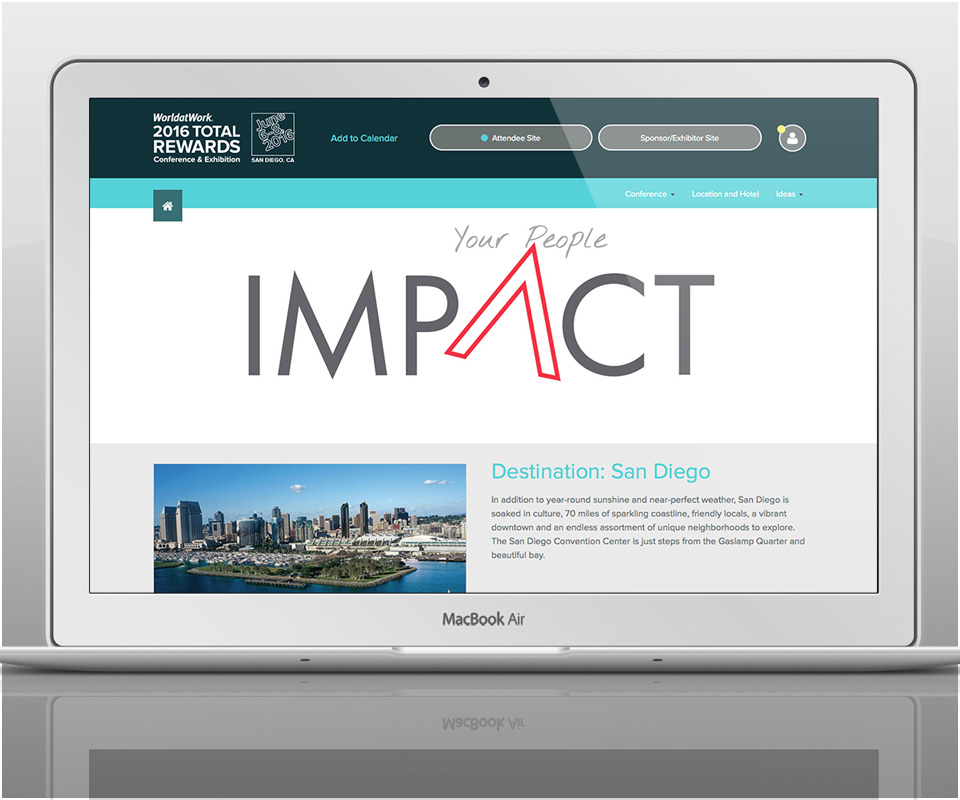 WorldatWork.
2016 TOTAL
REWARDS
Conference & Exhibition
June
6-8
2016
SAN DIEGO, CA
Add to Calendar
Attendee Site
Sponsor/Exhibitor Site
Conference
Location and Hotel
Ideas
Your People
IMPACT
Destination: San Diego
In addition to year-round sunshine and near-perfect weather, San Diego is
soaked in culture, 70 miles of sparkling coastline, friendly locals, a vibrant
downtown and an endless assortment of unique neighborhoods to explore.
The San Diego Convention Center is just steps from the Gaslamp Quarter and
beautiful bay.
MacBook Air
MacBook Air